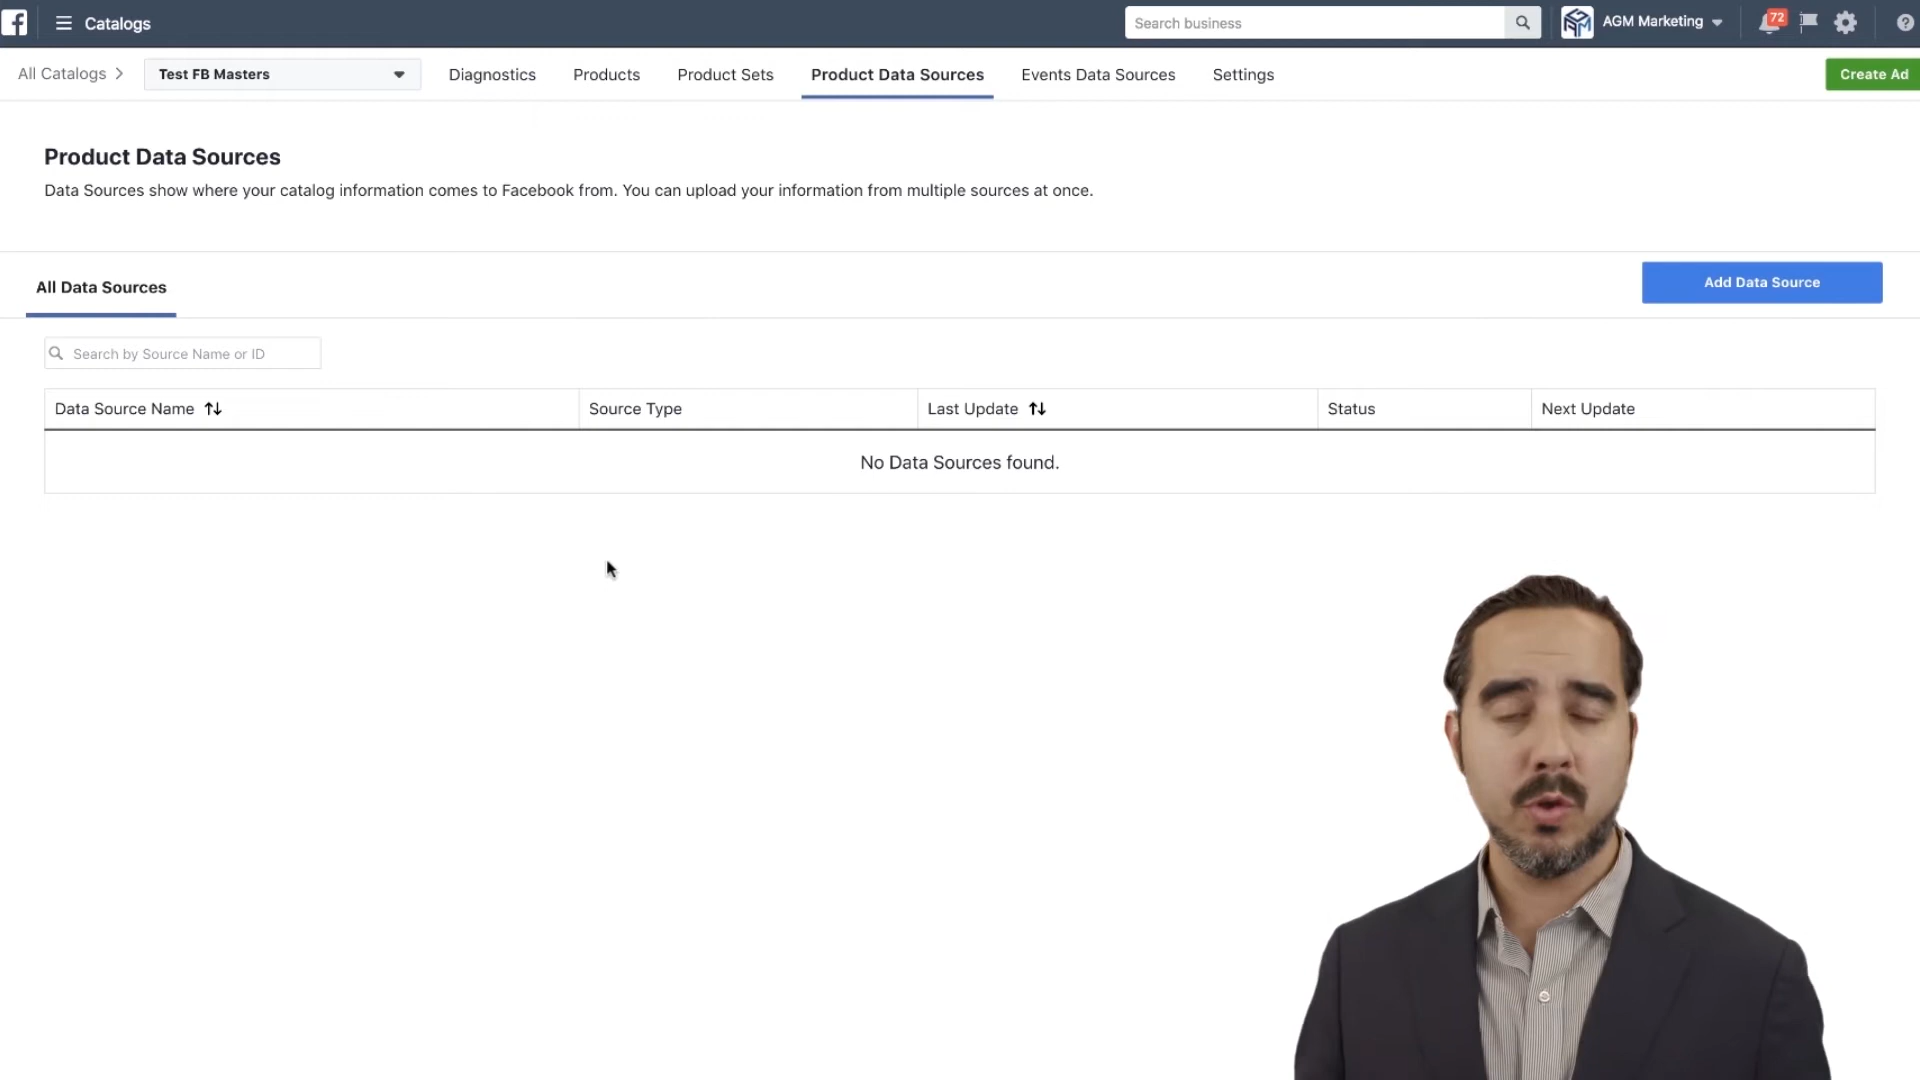 Catalogs
Search business
AGM Marketing
72
All Catalogs
Test FB Masters
Diagnostics
Products
Product Sets
Product Data Sources
Events Data Sources
Settings
Create Ad
Product Data Sources
Data Sources show where your catalog information comes to Facebook from. You can upload your information from multiple sources at once.
All Data Sources
Add Data Source
Search by Source Name or ID
Data Source Name
Source Type
Last Update
Status
Next Update
No Data Sources found.